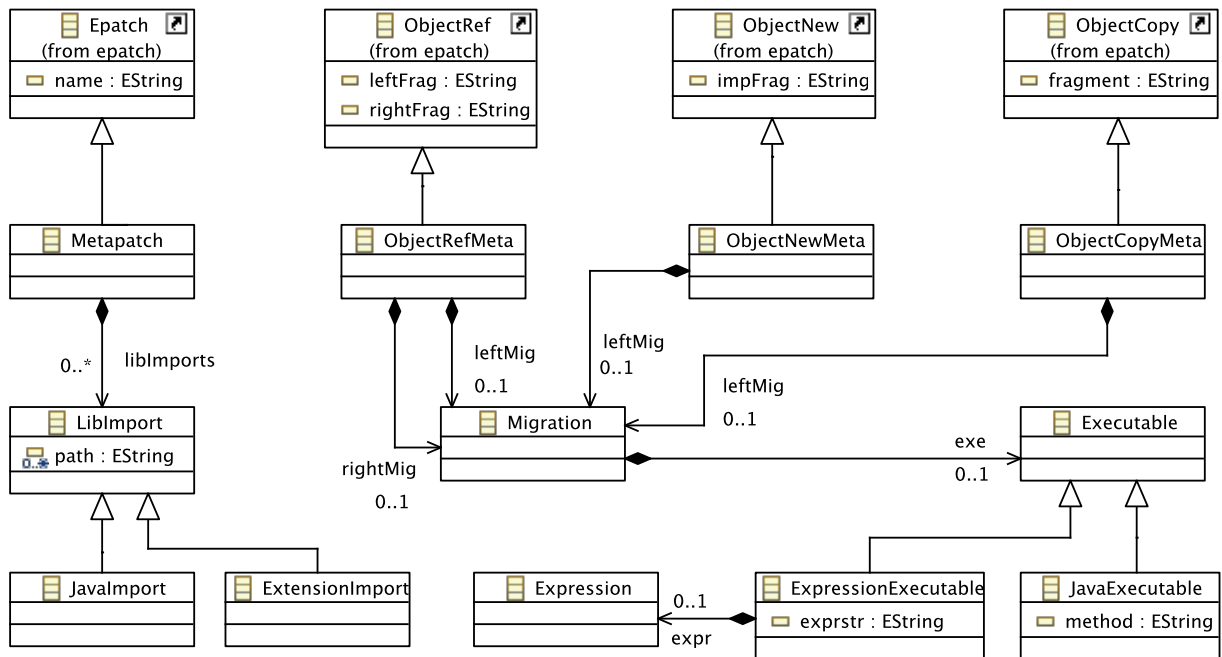 Epatch
(from epatch)
name : EString
ObjectRef
(from epatch)
leftFrag : EString
rightFrag : EString
ObjectNew
(from epatch)
impFrag : EString
ObjectCopy
(from epatch)
fragment : EString
Metapatch
ObjectRefMeta
ObjectNewMeta
ObjectCopyMeta
0..*
libImports
leftMig
0..1
leftMig
0..1
leftMig
0..1
LibImport
path : EString
Migration
Executable
rightMig
0..1
exe
0..1
JavaImport
ExtensionImport
Expression
0..1
expr
ExpressionExecutable
exprstr : EString
JavaExecutable
method : EString